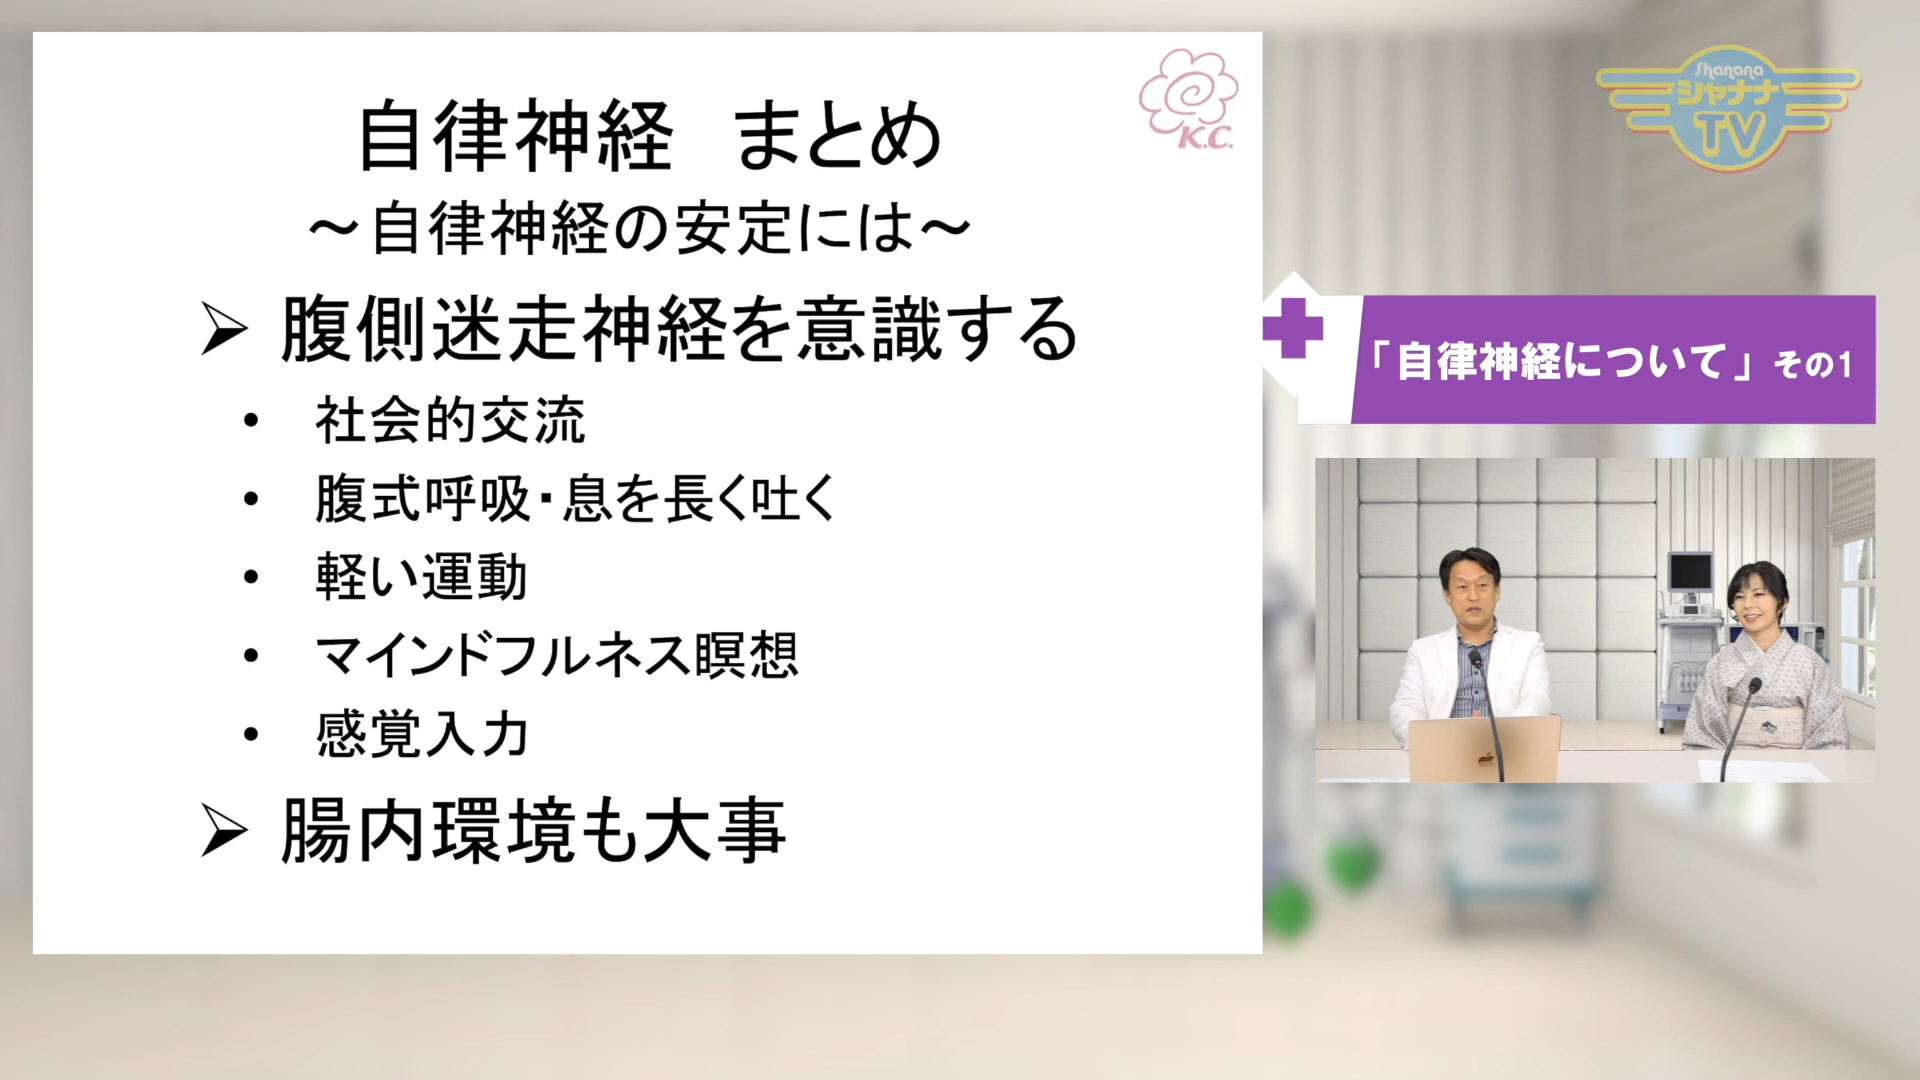 自律神経 まとめ
～自律神経の安定には～
➢ 腹側迷走神経を意識する
• 社会的交流
• 腹式呼吸・息を長く吐く
• 軽い運動
• マインドフルネス瞑想
• 感覚入力
➢ 腸内環境も大事
K.C.
Shanana
シャナナ
TV
「自律神経について」その1